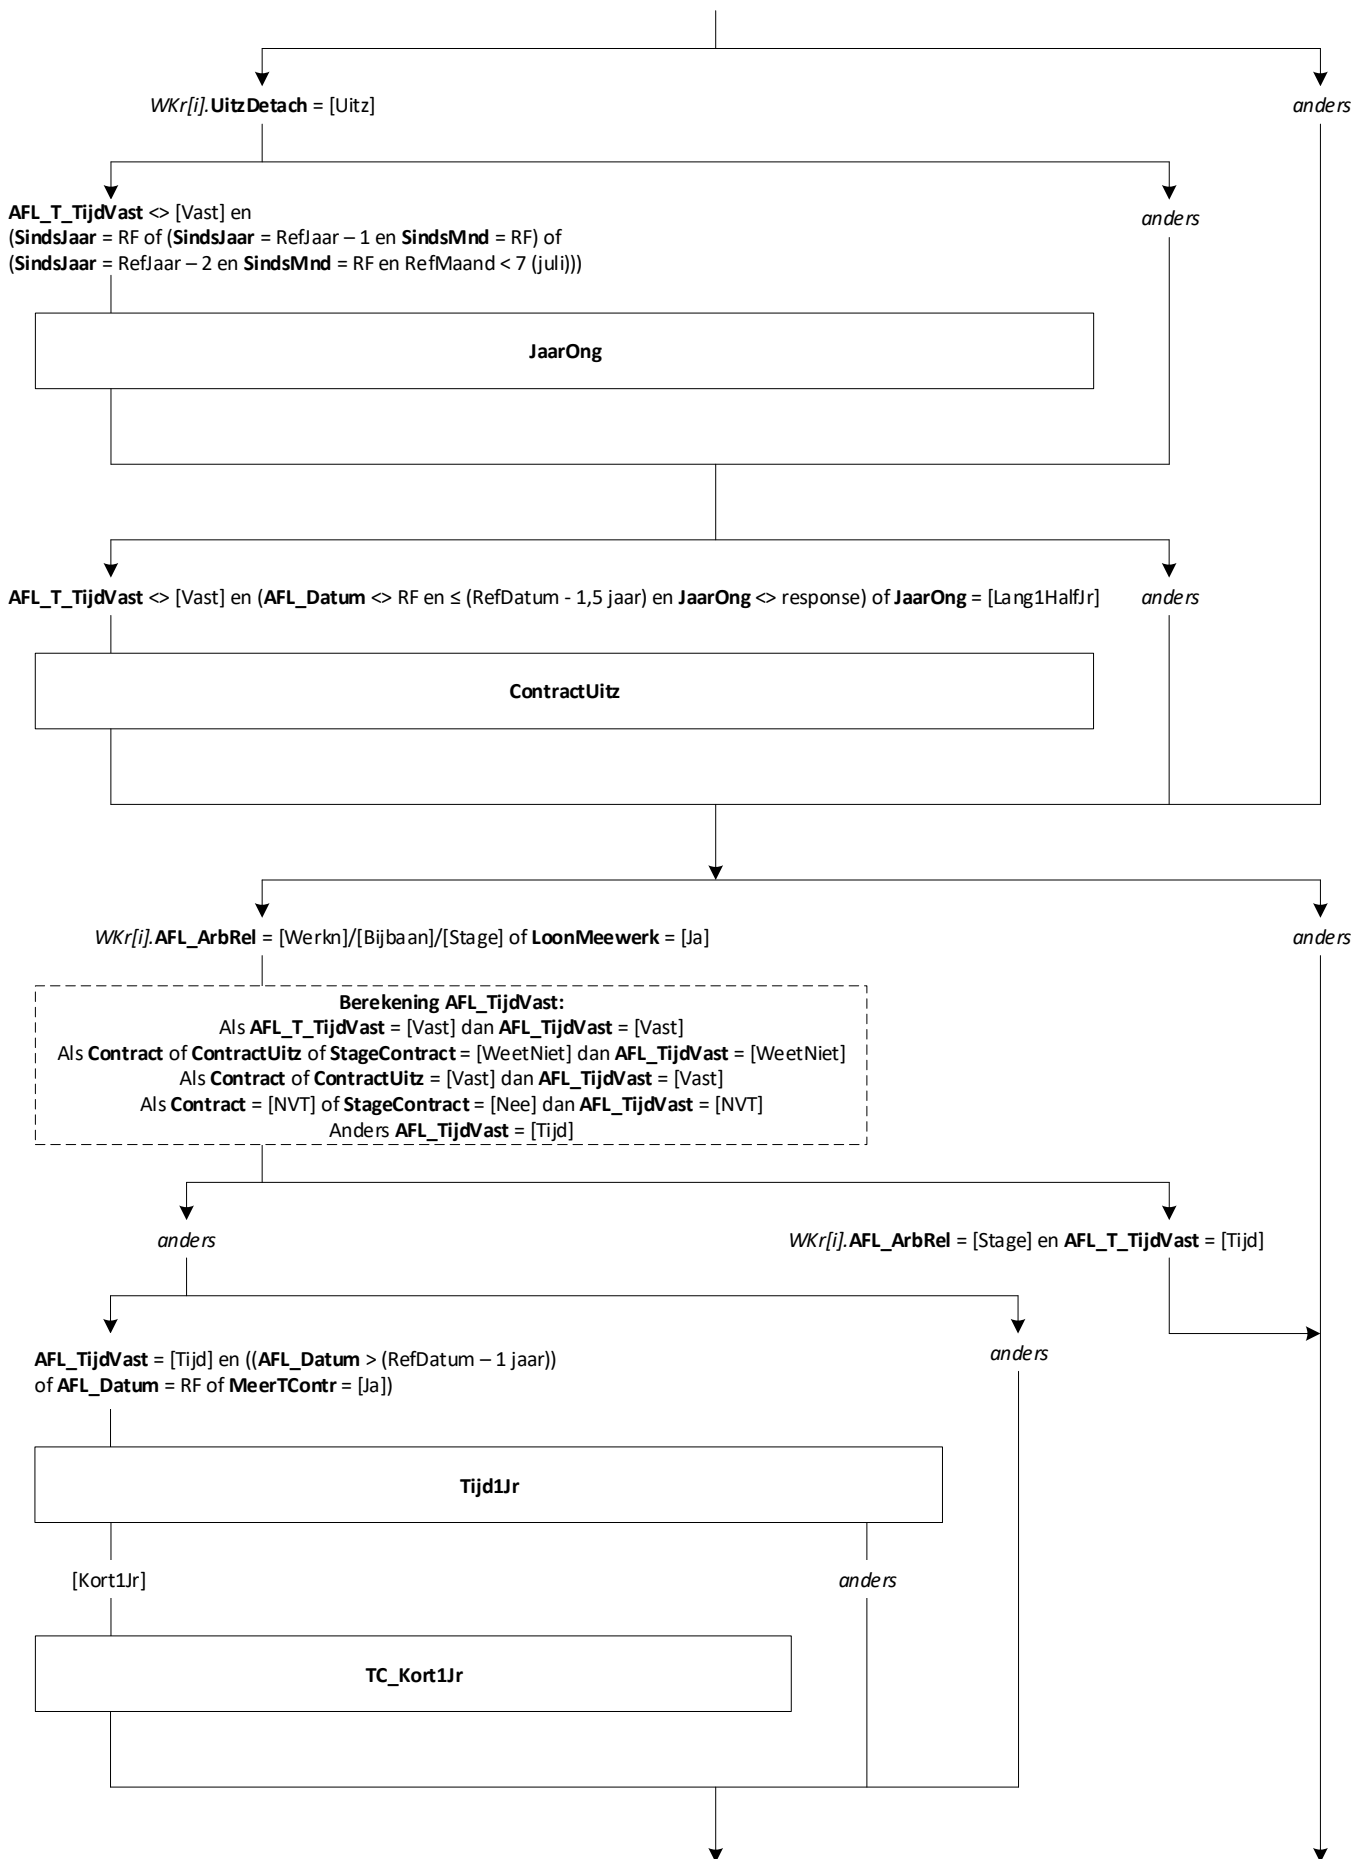 WKr[i].UitzDetach = [Uitz]
anders
AFL_T_TijdVast <> [Vast] en
(SindsJaar = RF of (SindsJaar = RefJaar – 1 en SindsMnd = RF) of
(SindsJaar = RefJaar – 2 en SindsMnd = RF en RefMaand < 7 (juli)))
anders
JaarOng
AFL_T_TijdVast <> [Vast] en (AFL_Datum <> RF en ≤ (RefDatum - 1,5 jaar) en JaarOng <> response) of JaarOng = [Lang1HalfJr]
anders
ContractUitz
WKr[i].AFL_ArbRel = [Werkn]/[Bijbaan]/[Stage] of LoonMeewerk = [Ja]
anders
Berekening AFL_TijdVast:
Als AFL_T_TijdVast = [Vast] dan AFL_TijdVast = [Vast]
Als Contract of ContractUitz of StageContract = [WeetNiet] dan AFL_TijdVast = [WeetNiet]
Als Contract of ContractUitz = [Vast] dan AFL_TijdVast = [Vast]
Als Contract = [NVT] of StageContract = [Nee] dan AFL_TijdVast = [NVT]
Anders AFL_TijdVast = [Tijd]
anders
WKr[i].AFL_ArbRel = [Stage] en AFL_T_TijdVast = [Tijd]
AFL_TijdVast = [Tijd] en ((AFL_Datum > (RefDatum – 1 jaar))
of AFL_Datum = RF of MeerTContr = [Ja])
anders
Tijd1Jr
[Kort1Jr]
anders
TC_Kort1Jr